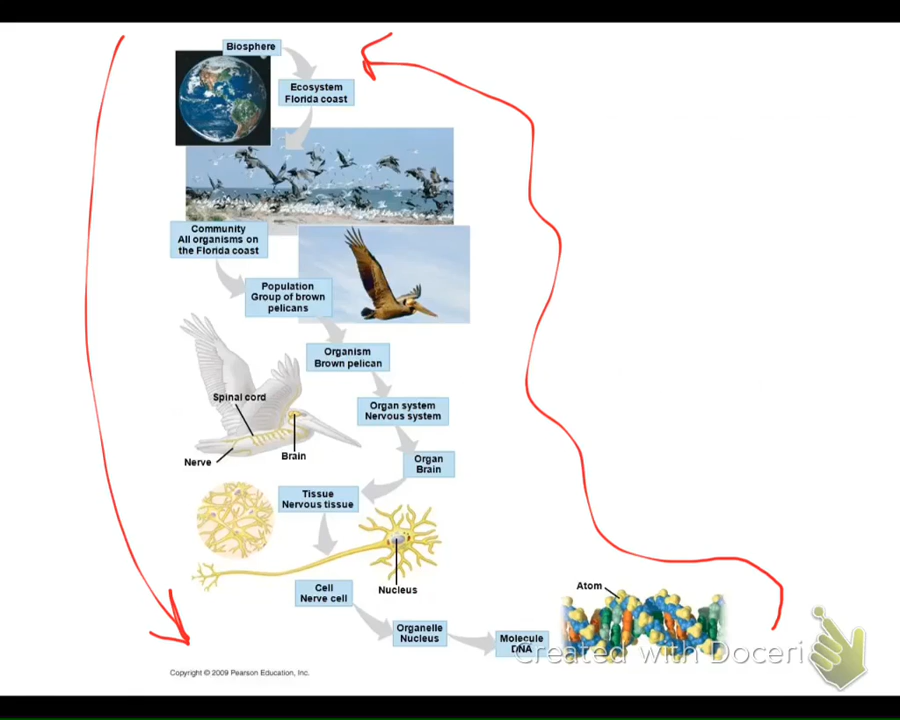 Biosphere
Ecosystem
Florida coast
Community
All organisms on
the Florida coast
Population
Group of brown
pelicans
Organism
Brown pelican
Spinal cord
Organ system
Nervous system
Nerve
Brain
Organ
Brain
Tissue
Nervous tissue
Nucleus
Cell
Nerve cell
Atom
Organelle
Nucleus
Molecule
DNA
Created with Doceri
Copyright © 2009 Pearson Education, Inc.